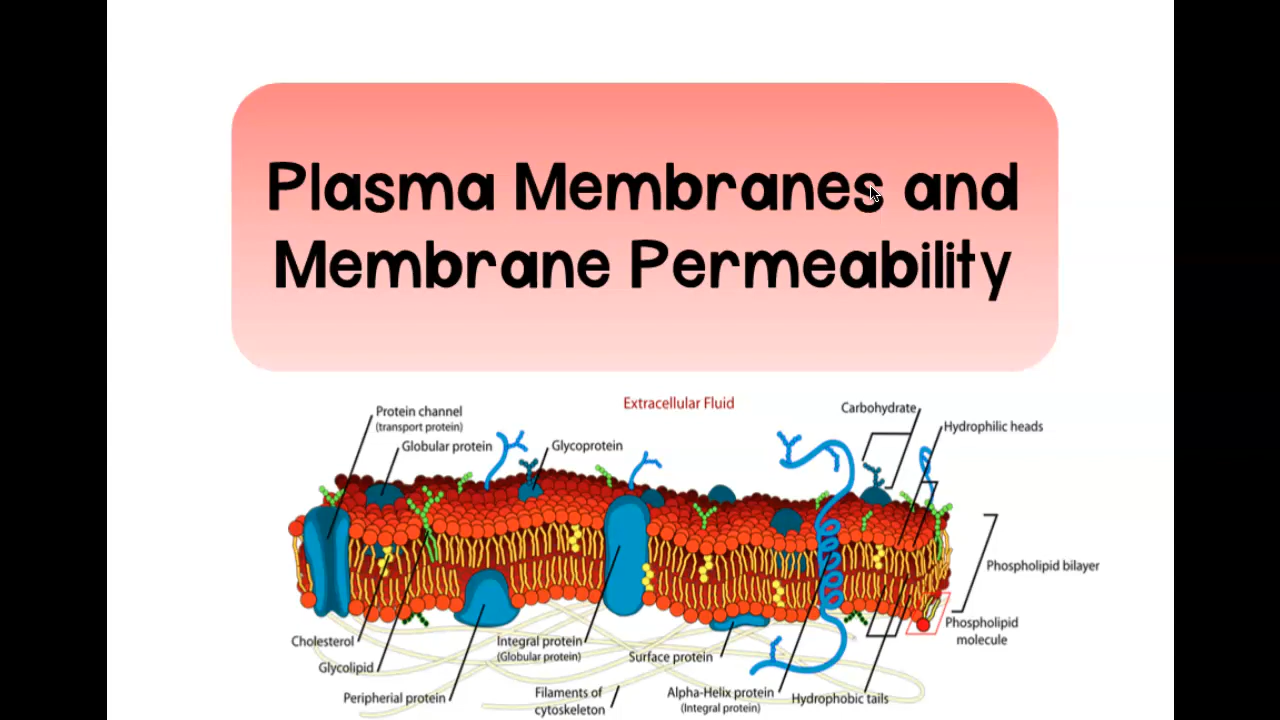 Plasma Membranes and
Membrane Permeability
Extracellular Fluid
Protein channel
(transport protein)
Globular protein
Glycoprotein
Carbohydrate
Hydrophilic heads
Phospholipid bilayer
Phospholipid
molecule
Cholesterol
Glycolipid
Peripherial protein
Integral protein
(Globular protein)
Filaments of
cytoskeleton
Surface protein
Alpha-Helix protein
(Integral protein)
Hydrophobic tails